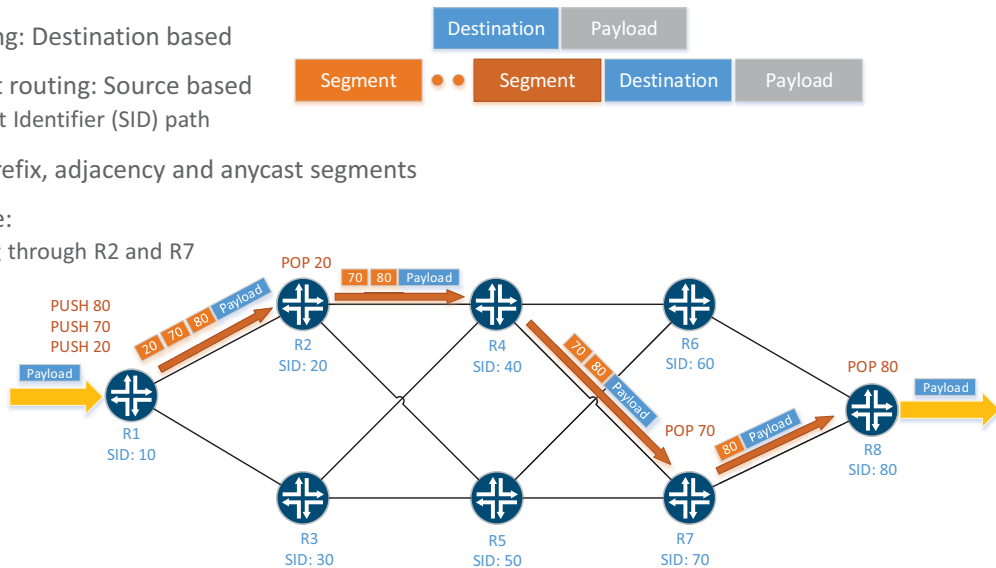 ng: Destination based
Destination Payload
t routing: Source based
Segment Segment Destination Payload
t Identifier (SID) path
refix, adjacency and anycast segments
e:
g through R2 and R7
POP 20
70 80 Payload
PUSH 80
PUSH 70
PUSH 20
20 70 80 Payload
Payload
R1
SID: 10
R2
SID: 20
R4
SID: 40
R6
SID: 60
70 80 Payload
POP 70
80 Payload
POP 80
Payload
R8
SID: 80
R3
SID: 30
R5
SID: 50
R7
SID: 70